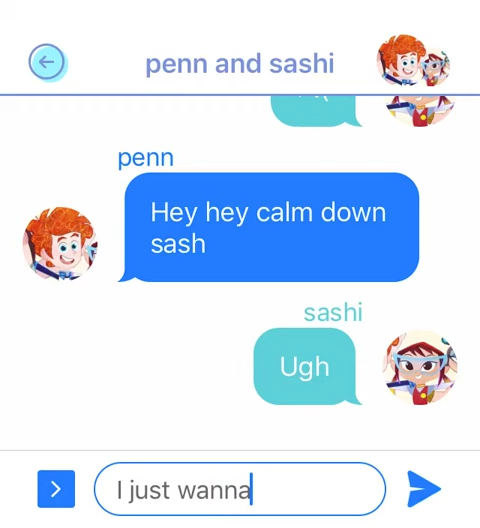 penn and sashi
penn
Hey hey calm down
sash
sashi
Ugh
I just wanna